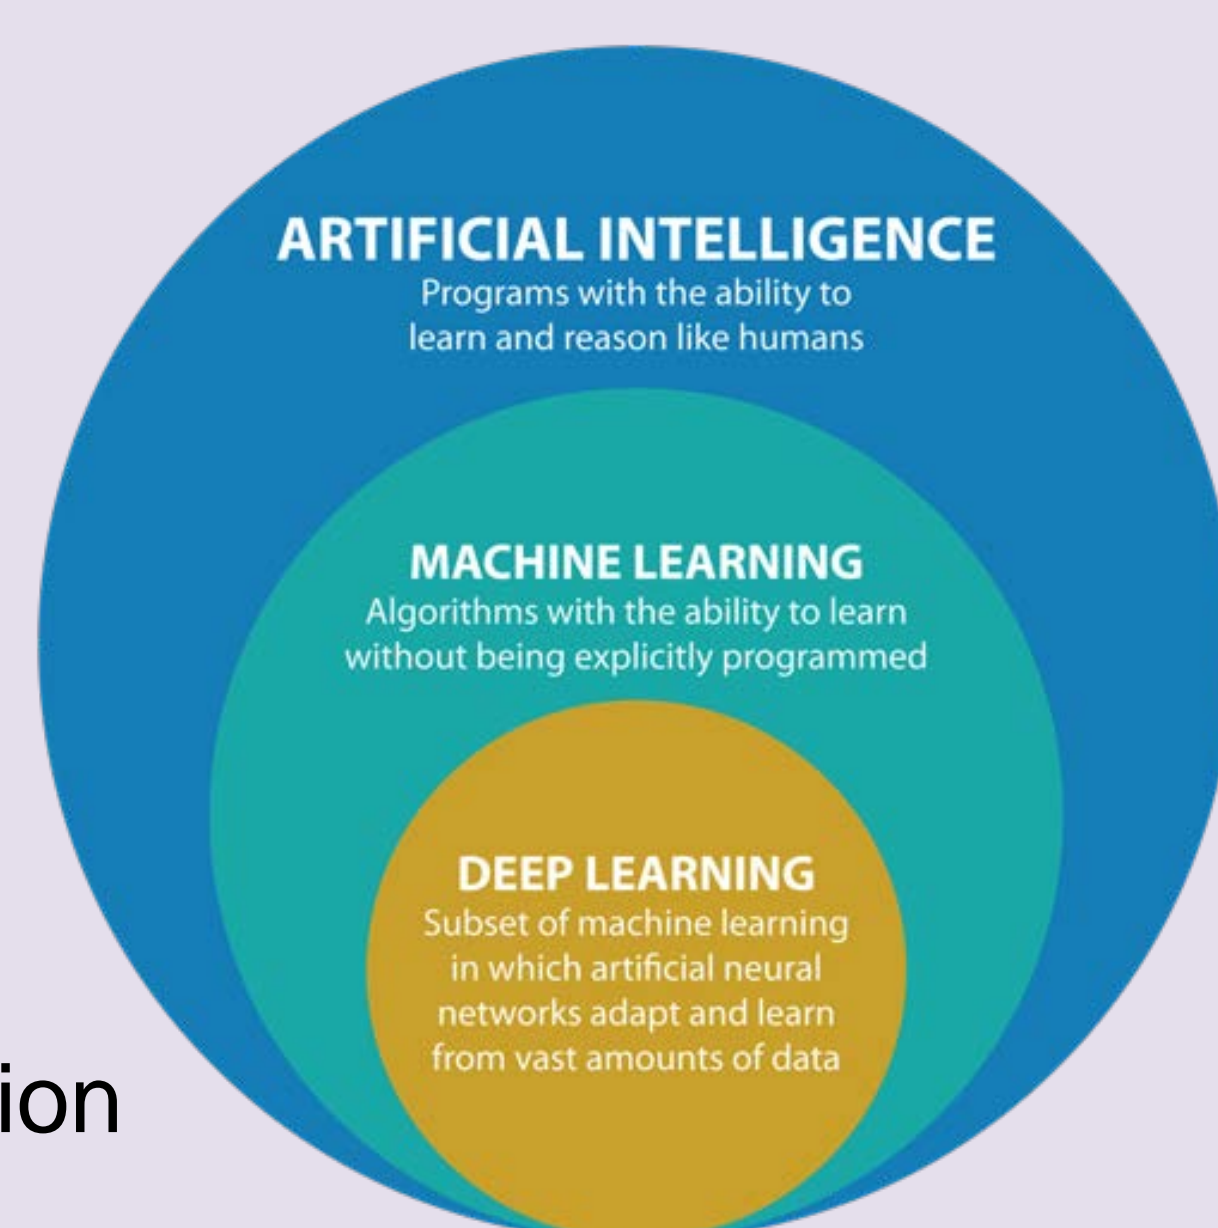 ARTIFICIAL INTELLIGENCE
Programs with the ability to
learn and reason like humans
MACHINE LEARNING
Algorithms with the ability to learn
without being explicitly programmed
DEEP LEARNING
Subset of machine learning
in which artificial neural
networks adapt and learn
from vast amounts of data
ion